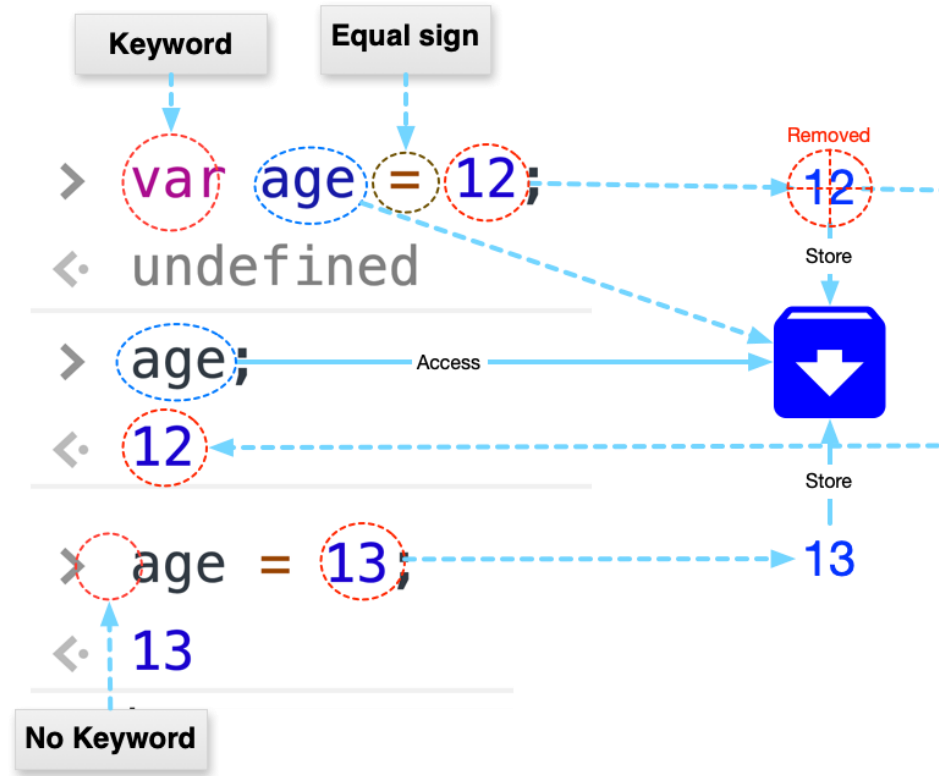 Keyword
Equal sign
Removed
> var age = 12;
12
undefined
Store
> age;
Access
12
Store
> age = 13;
13
13
No Keyword